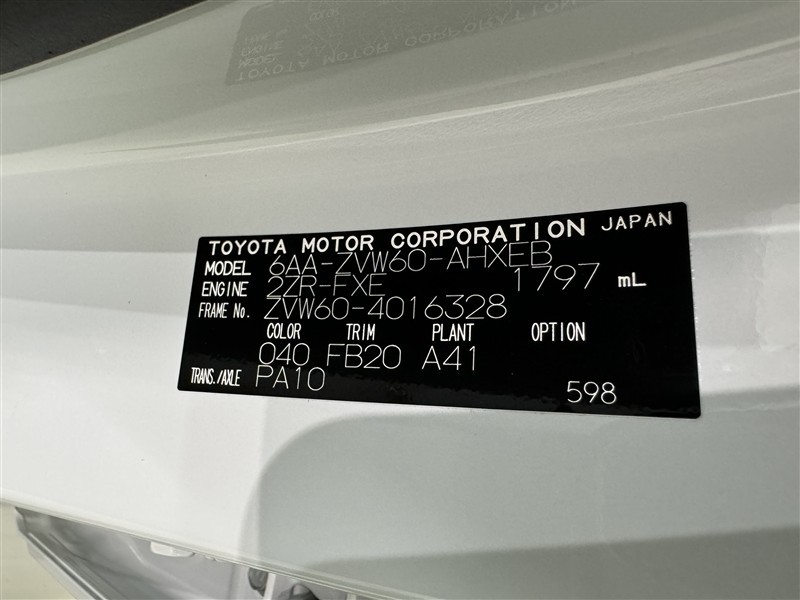 TOYOTA MOTOR CORPORATION JAPAN
MODEL 6AA-ZVW60-AHXEB
ENGINE 2ZR-FXE 1797 mL
FRAME No. ZVW60-4016328
COLOR TRIM PLANT OPTION
040 FB20 A41
TRANS./AXLE PA10
598